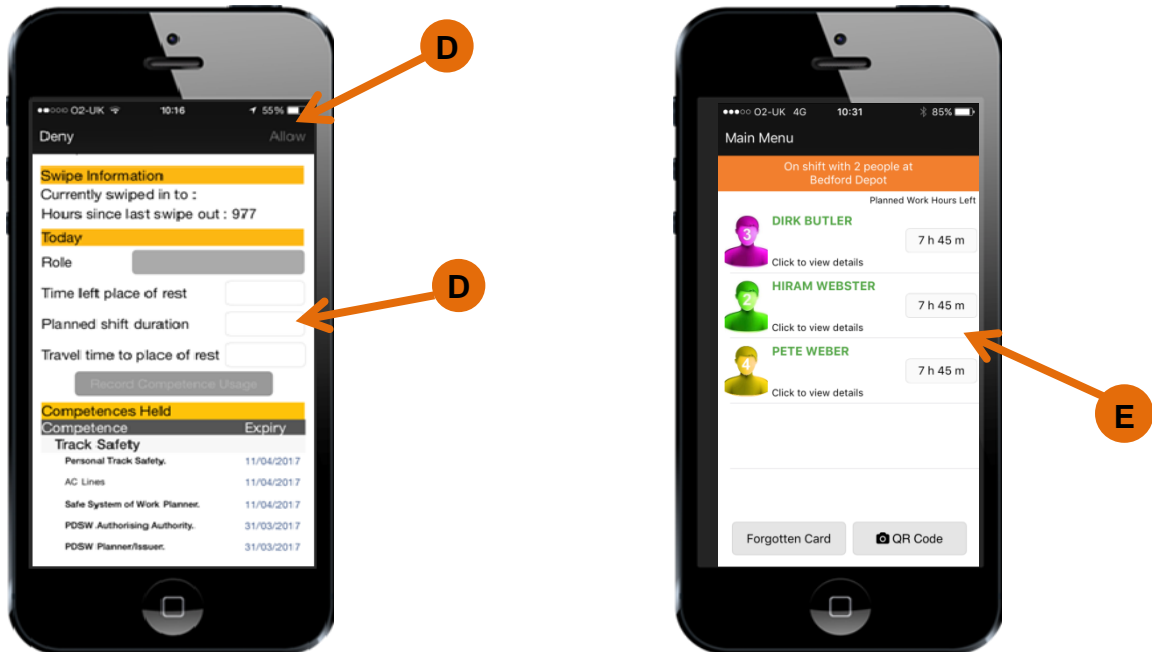 O2-UK 10:16 55%
Deny Allow
Swipe Information
Currently swiped in to :
Hours since last swipe out : 977
Today
Role
Time left place of rest
Planned shift duration
Travel time to place of rest
Record Competence Usage
Competences Held
Competence Expiry
Track Safety
Personal Track Safety. 11/04/2017
AC Lines 11/04/2017
Safe System of Work Planner. 11/04/2017
PDSW Authorising Authority. 31/03/2017
PDSW Planner/Issuer. 31/03/2017
D
D
O2-UK 4G 10:31 85%
Main Menu
On shift with 2 people at
Bedford Depot
Planned Work Hours Left
3 DIRK BUTLER
7 h 45 m
Click to view details
2 HIRAM WEBSTER
7 h 45 m
Click to view details
4 PETE WEBER
7 h 45 m
Click to view details
Forgotten Card QR Code
E